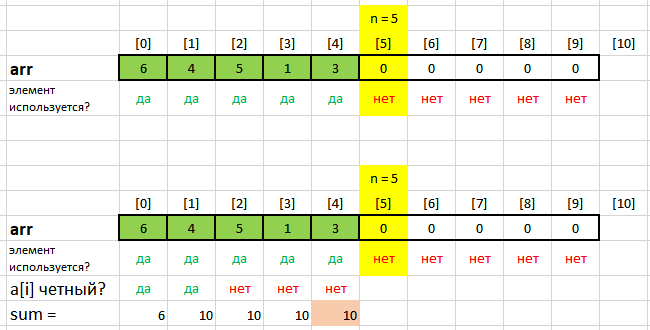 n = 5
[0] [1] [2] [3] [4] [5] [6] [7] [8] [9] [10]
arr 6 4 5 1 3 0 0 0 0 0
элемент
используется? да да да да да нет нет нет нет нет
n = 5
[0] [1] [2] [3] [4] [5] [6] [7] [8] [9] [10]
arr 6 4 5 1 3 0 0 0 0 0
элемент
используется? да да да да да нет нет нет нет нет
a[i] четный? да да нет нет нет
sum = 6 10 10 10 10